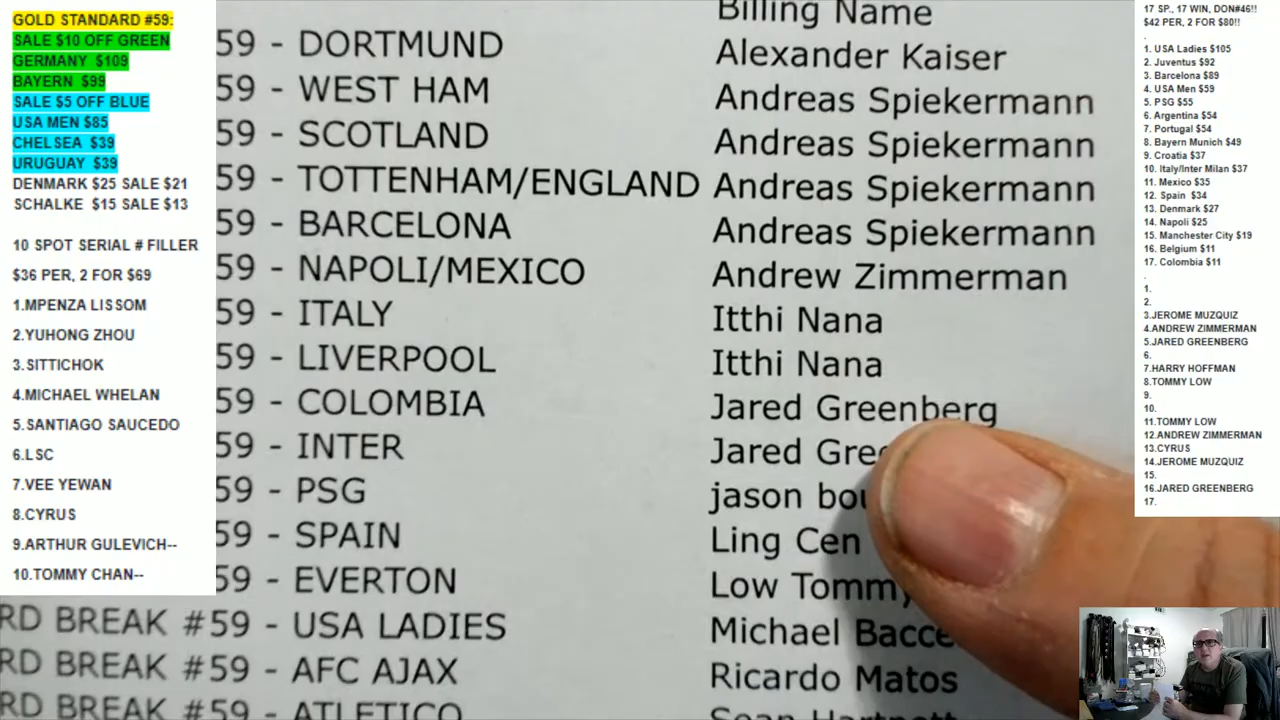 GOLD STANDARD #59:
SALE $10 OFF GREEN
GERMANY $109
BAYERN $99
SALE $5 OFF BLUE
USA MEN $85
CHELSEA $39
URUGUAY $39
DENMARK $25 SALE $21
SCHALKE $15 SALE $13
10 SPOT SERIAL # FILLER
$36 PER, 2 FOR $69
1.MPENZA LISSOM
2.YUHONG ZHOU
3.SITTICHOK
4.MICHAEL WHELAN
5.SANTIAGO SAUCEDO
6.LSC
7.VEE YEWAN
8.CYRUS
9.ARTHUR GULEVICH--
10.TOMMY CHAN--
Billing Name
59 - DORTMUND Alexander Kaiser
59 - WEST HAM Andreas Spiekermann
59 - SCOTLAND Andreas Spiekermann
59 - TOTTENHAM/ENGLAND Andreas Spiekermann
59 - BARCELONA Andreas Spiekermann
59 - NAPOLI/MEXICO Andrew Zimmerman
59 - ITALY Itthi Nana
59 - LIVERPOOL Itthi Nana
59 - COLOMBIA Jared Greenberg
59 - INTER Jared Gree
59 - PSG jason bou
59 - SPAIN Ling Cen
59 - EVERTON Low Tommy
RD BREAK #59 - USA LADIES Michael Bacce
RD BREAK #59 - AFC AJAX Ricardo Matos
RD BREAK #59 - ATLETICO Sean Hartnett
17 SP., 17 WIN, DON#46!!
$42 PER, 2 FOR $80!!
.
1. USA Ladies $105
2. Juventus $92
3. Barcelona $89
4. USA Men $59
5. PSG $55
6. Argentina $54
7. Portugal $54
8. Bayern Munich $49
9. Croatia $37
10. Italy/Inter Milan $37
11. Mexico $35
12. Spain $34
13. Denmark $27
14. Napoli $25
15. Manchester City $19
16. Belgium $11
17. Colombia $11
.
1.
2.
3.JEROME MUZQUIZ
4.ANDREW ZIMMERMAN
5.JARED GREENBERG
6.
7.HARRY HOFFMAN
8.TOMMY LOW
9.
10.
11.TOMMY LOW
12.ANDREW ZIMMERMAN
13.CYRUS
14.JEROME MUZQUIZ
15.
16.JARED GREENBERG
17.